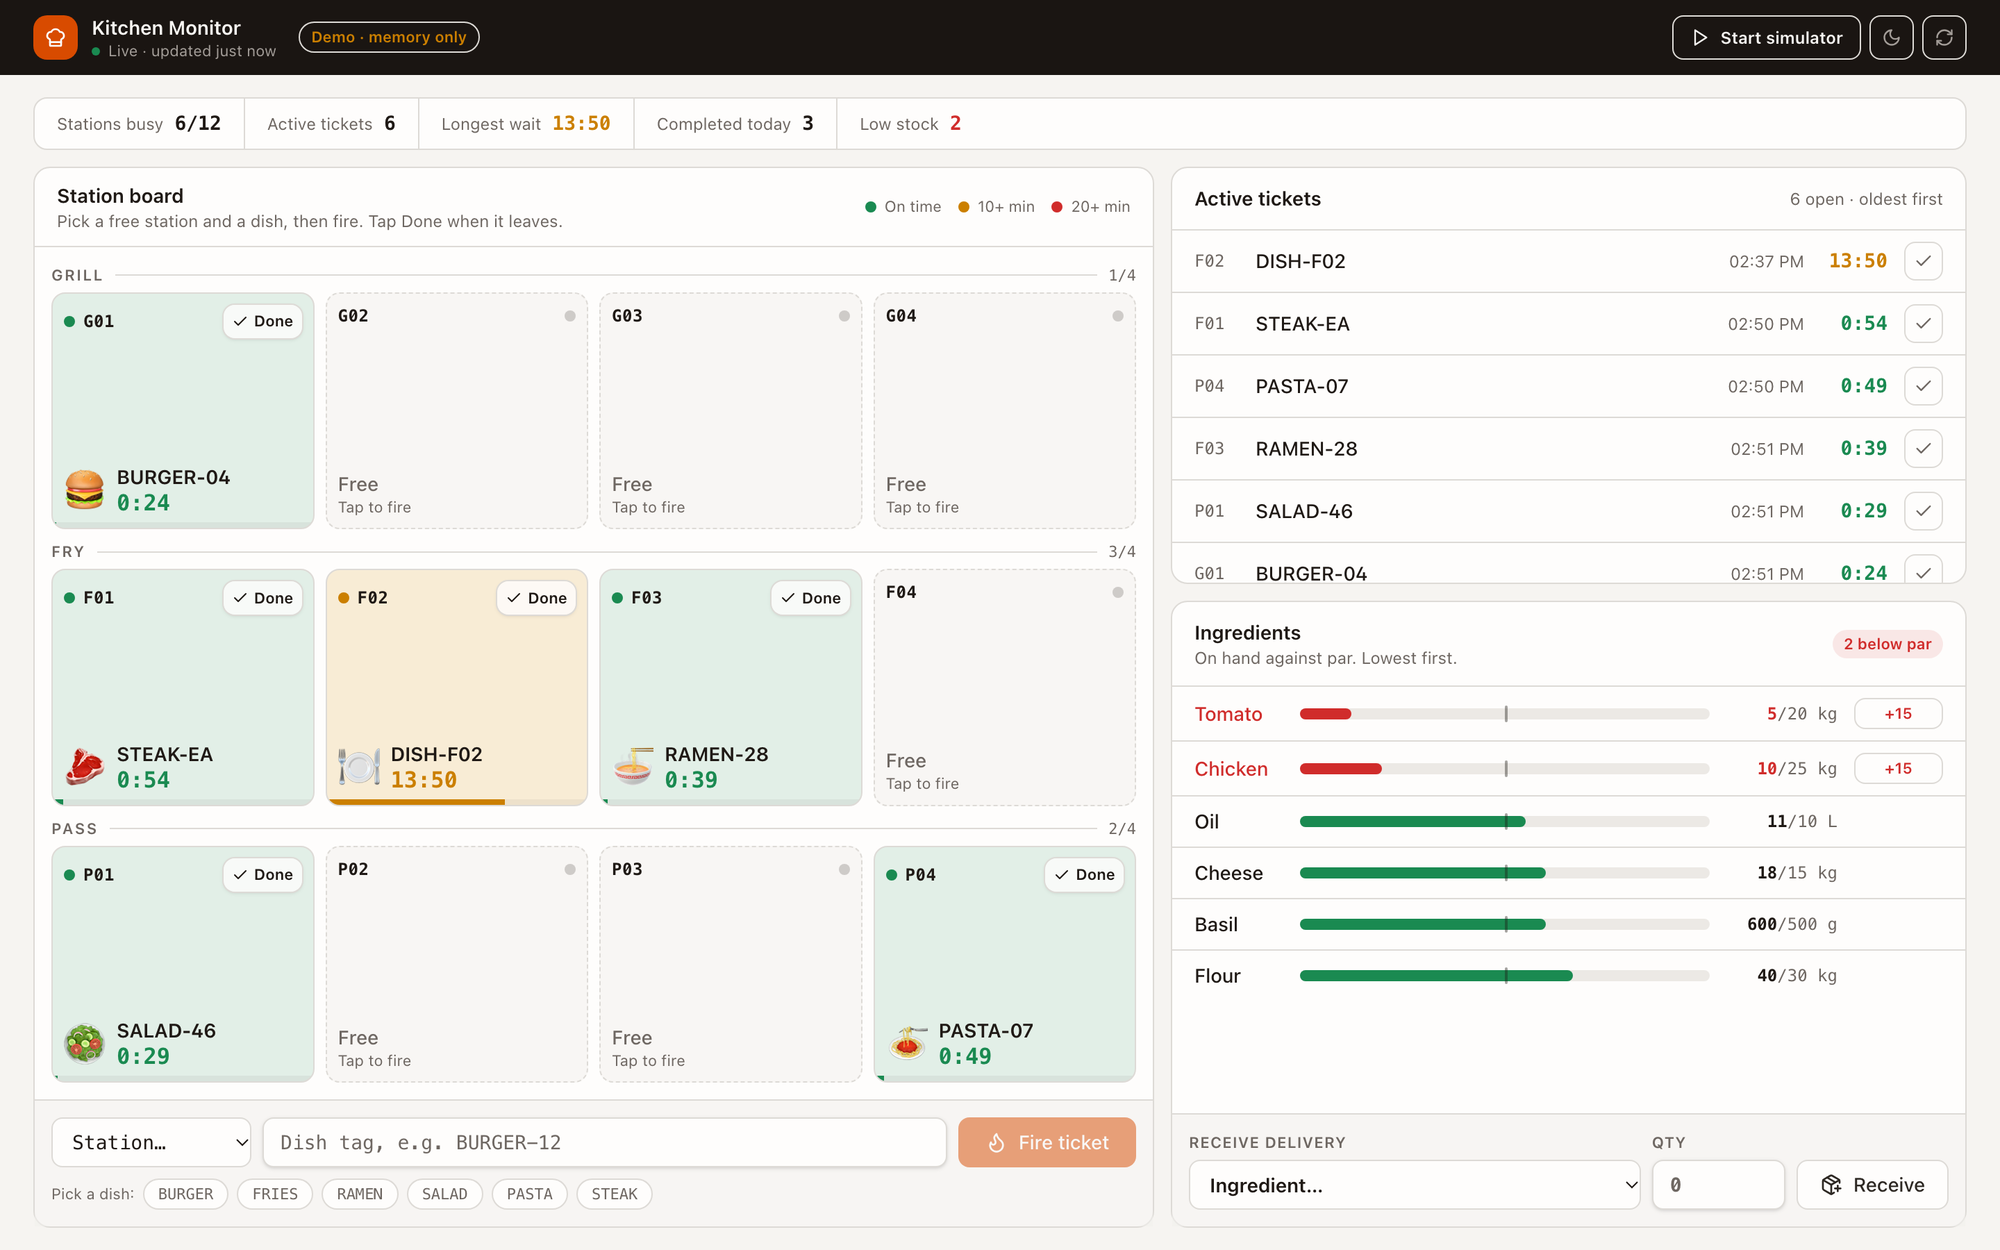 Kitchen Monitor
Live · updated just now
Demo · memory only
Start simulator
Stations busy 6/12
Active tickets 6
Longest wait 13:50
Completed today 3
Low stock 2
Station board
Pick a free station and a dish, then fire. Tap Done when it leaves.
On time
10+ min
20+ min
GRILL 1/4
G01 Done
BURGER-04
0:24
G02
Free
Tap to fire
G03
Free
Tap to fire
G04
Free
Tap to fire
FRY 3/4
F01 Done
STEAK-EA
0:54
F02 Done
DISH-F02
13:50
F03 Done
RAMEN-28
0:39
F04
Free
Tap to fire
PASS 2/4
P01 Done
SALAD-46
0:29
P02
Free
Tap to fire
P03
Free
Tap to fire
P04 Done
PASTA-07
0:49
Station…
Dish tag, e.g. BURGER-12
Fire ticket
Pick a dish: BURGER FRIES RAMEN SALAD PASTA STEAK
Active tickets
6 open · oldest first
F02 DISH-F02 02:37 PM 13:50
F01 STEAK-EA 02:50 PM 0:54
P04 PASTA-07 02:50 PM 0:49
F03 RAMEN-28 02:51 PM 0:39
P01 SALAD-46 02:51 PM 0:29
G01 BURGER-04 02:51 PM 0:24
Ingredients
On hand against par. Lowest first.
2 below par
Tomato 5/20 kg +15
Chicken 10/25 kg +15
Oil 11/10 L
Cheese 18/15 kg
Basil 600/500 g
Flour 40/30 kg
RECEIVE DELIVERY
Ingredient...
QTY
0
Receive